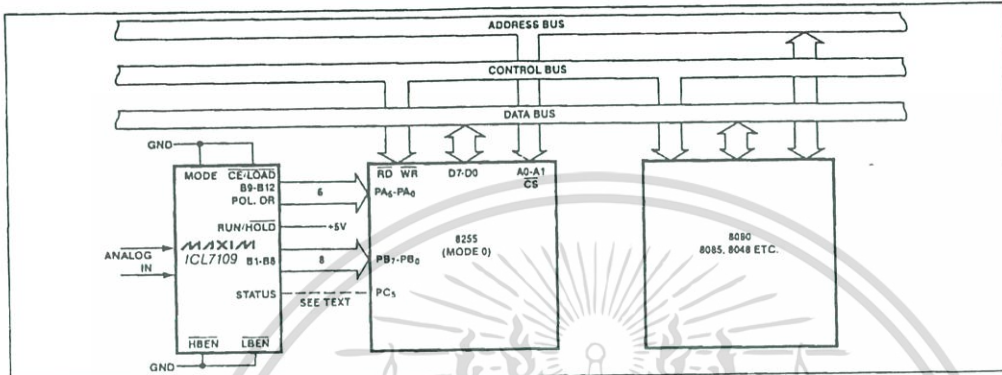 ADDRESS BUS
CONTROL BUS
DATA BUS
GND
MODE CE/LOAD
B9-B12
POL, OR
6
RUN/HOLD
+5V
MAXIM
ICL7109
B1-B8
8
ANALOG
IN
STATUS
SEE TEXT
HBEN LBEN
GND
RD WR D7-D0 A0-A1
CS
PA5-PA0
8255
(MODE 0)
PB7-PB0
PC5
8080
8085, 8048 ETC.